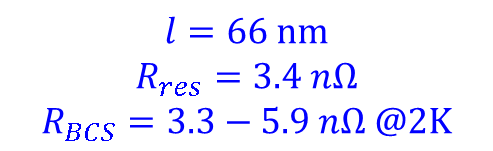 l = 66 nm
R_res = 3.4 nΩ
R_BCS = 3.3 − 5.9 nΩ @2K